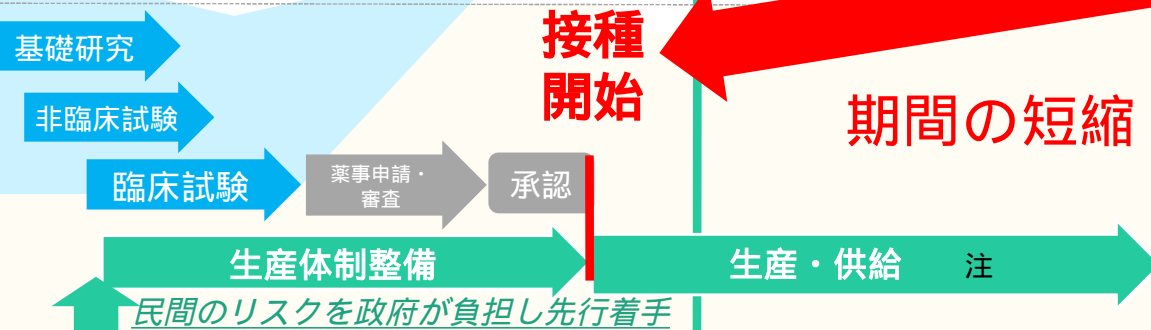 接種
開始
基礎研究
期間の短縮
非臨床試験
臨床試験
薬事申請・
審査
承認
生産体制整備
生産・供給 注
民間のリスクを政府が負担し先行着手